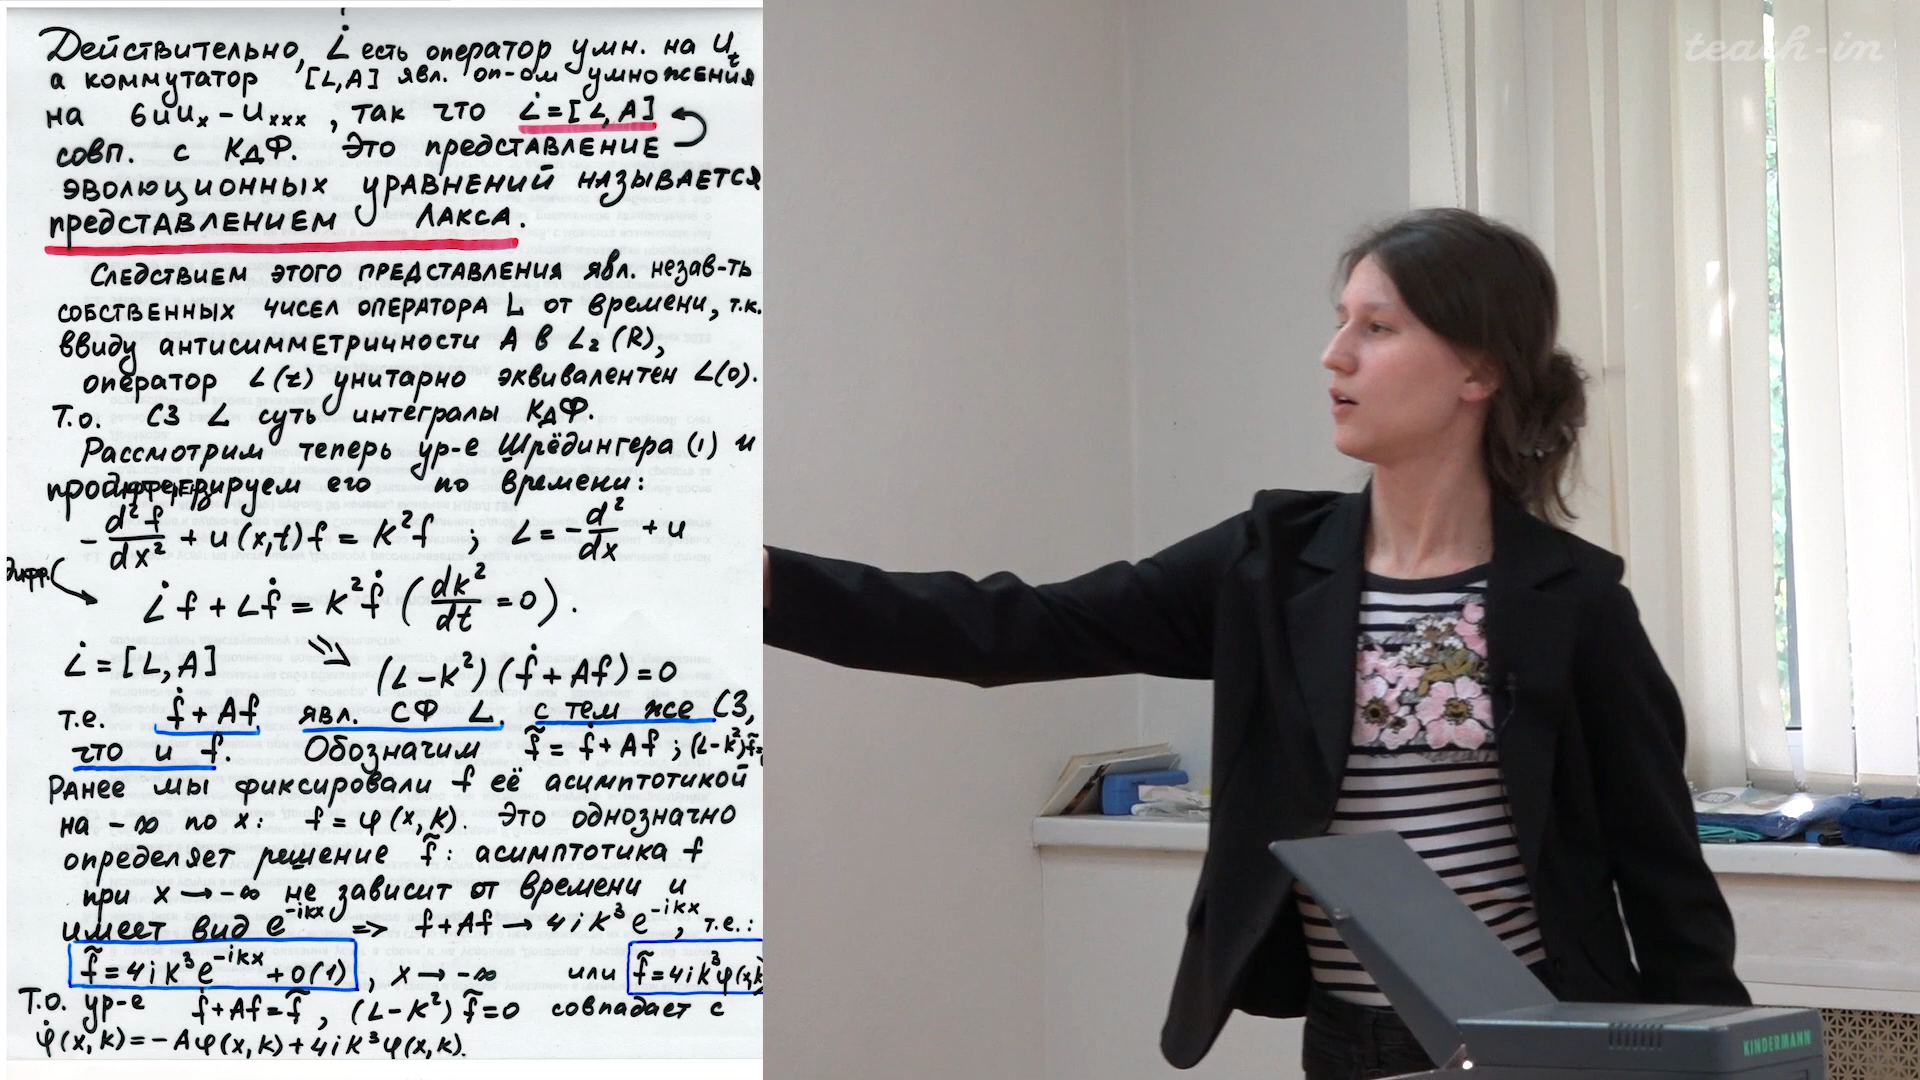 Действительно, L̇ есть оператор умн. на U_t
а коммутатор [L,A] явл. оп-ом умножения
на 6uu_x - u_xxx , так что L̇=[L,A]
совп. с КдФ. Это представление
эволюционных уравнений называется
представлением Лакса.
Следствием этого представления явл. незав-ть
собственных чисел оператора L от времени, т.к.
ввиду антисимметричности A в L₂(R),
оператор L(t) унитарно эквивалентен L(0).
Т.о. СЗ L суть интегралы КдФ.
Рассмотрим теперь ур-е Шрёдингера (1) и
его по времени:
- d²f/dx² + u(x,t)f = k²f ; L = - d²/dx + u
L̇f + Lḟ = k²ḟ (dk²/dt = 0).
L̇ = [L,A] ⇒ (L-k²)(ḟ+Af)=0
т.е. ḟ+Af явл. СФ L. с тем же СЗ,
что и f. Обозначим f̃ = ḟ+Af ; (L-k²)f̃=
Ранее мы фиксировали f её асимптотикой
на -∞ по x: f=φ(x,k). Это однозначно
определяет решение f̃: асимптотика f
при x → -∞ не зависит от времени и
имеет вид e^{-ikx} => f+Af → 4ik³e^{-ikx}, т.е.:
f̃=4ik³e^{-ikx}+o(1) , x → -∞ или f̃=4ik³φ(x,k
Т.о. ур-е ḟ+Af=f̃, (L-k²)f̃=0 совпадает с
φ̇(x,k)=-Aφ(x,k)+4ik³φ(x,k).
teach-in
KINDERMANN